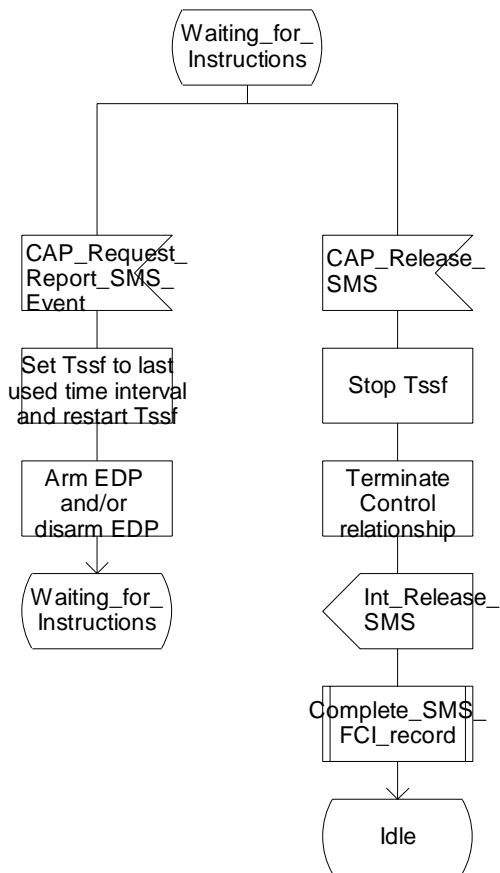 Waiting_for_
Instructions
CAP_Request_
Report_SMS_
Event
Set Tssf to last
used time interval
and restart Tssf
Arm EDP
and/or
disarm EDP
Waiting_for_
Instructions
CAP_Release_
SMS
Stop Tssf
Terminate
Control
relationship
Int_Release_
SMS
Complete_SMS_
FCI_record
Idle